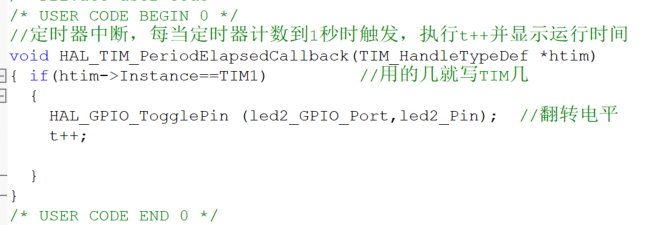 /* USER CODE BEGIN 0 */
//定时器中断，每当定时器计数到1秒时触发，执行t++并显示运行时间
void HAL_TIM_PeriodElapsedCallback(TIM_HandleTypeDef *htim)
{ if(htim->Instance==TIM1)          //用的几就写TIM几
  {
    HAL_GPIO_TogglePin (led2_GPIO_Port,led2_Pin);  //翻转电平
    t++;
  }
}
/* USER CODE END 0 */